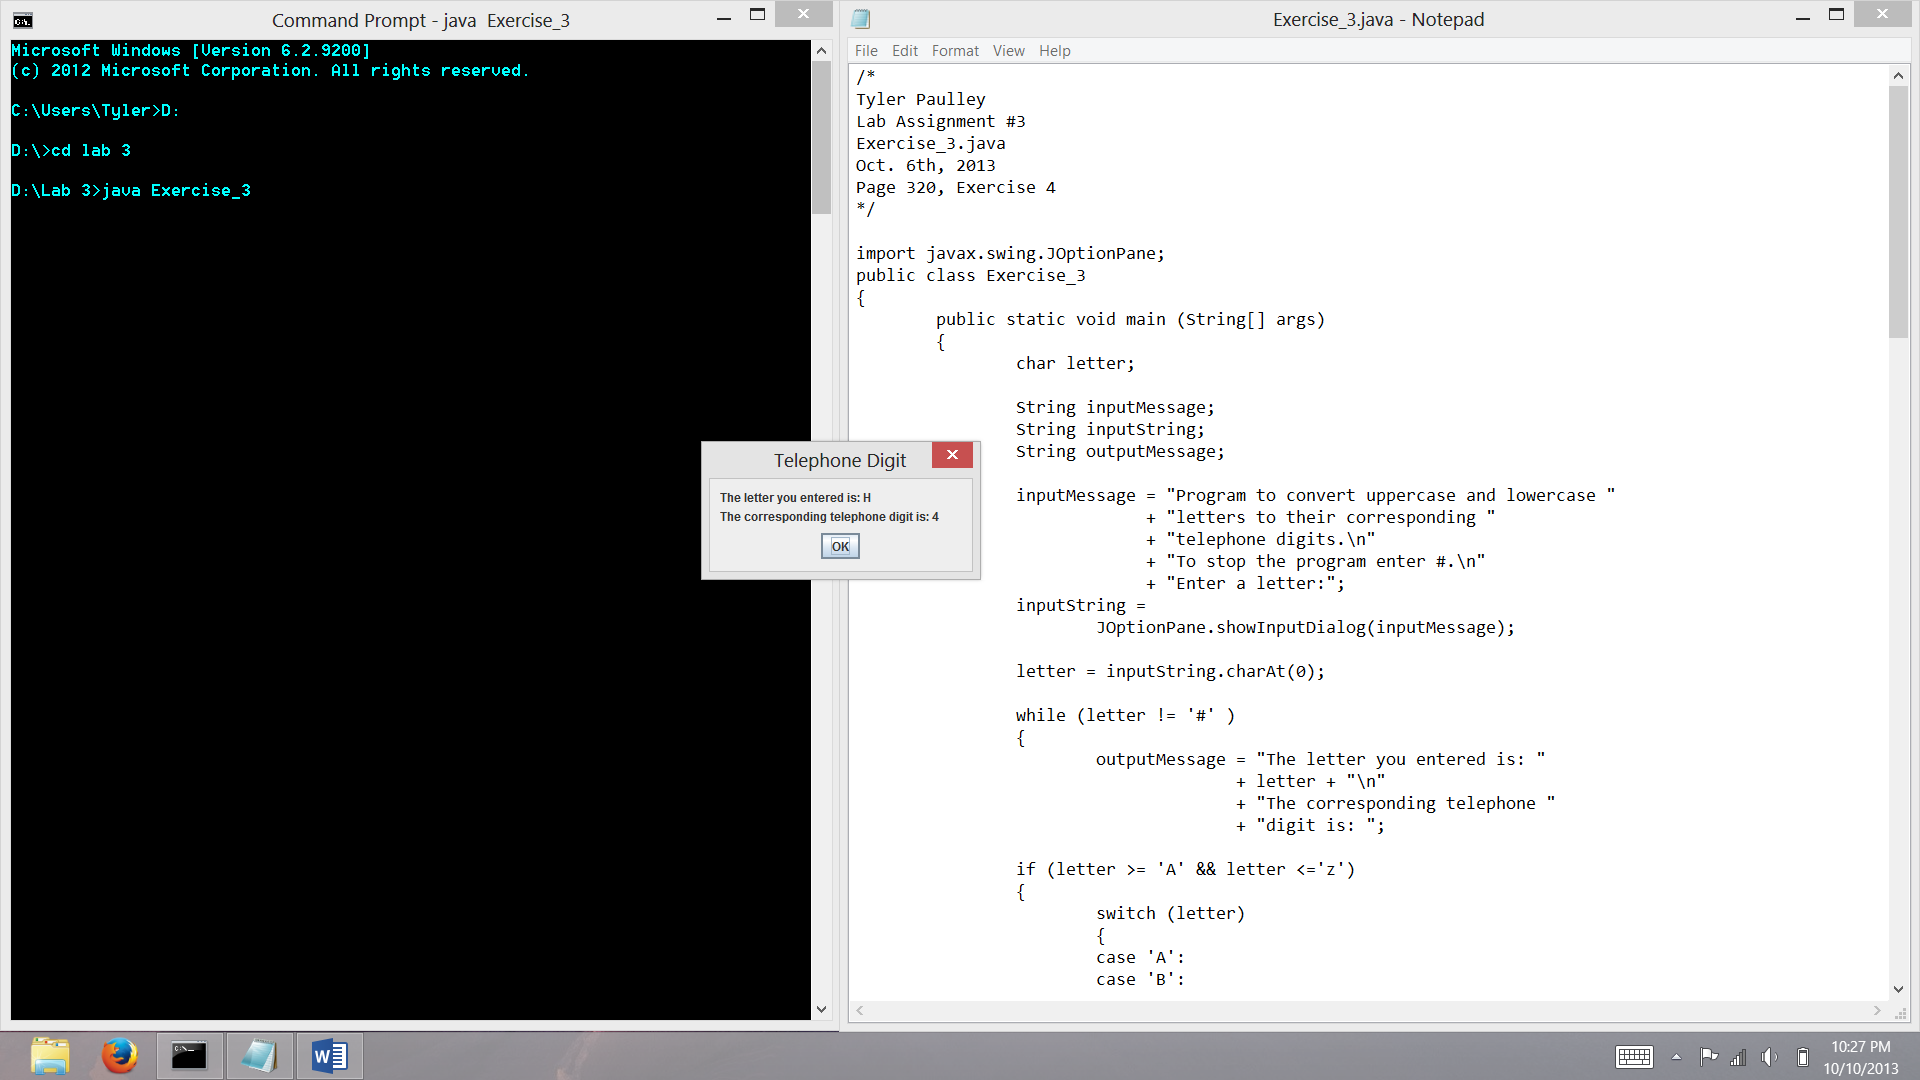 Command Prompt - java  Exercise_3
Microsoft Windows [Version 6.2.9200]
(c) 2012 Microsoft Corporation. All rights reserved.
C:\Users\Tyler>D:
D:\>cd lab 3
D:\Lab 3>java Exercise_3
Exercise_3.java - Notepad
File Edit Format View Help
/*
Tyler Paulley
Lab Assignment #3
Exercise_3.java
Oct. 6th, 2013
Page 320, Exercise 4
*/
import javax.swing.JOptionPane;
public class Exercise_3
{
public static void main (String[] args)
{
char letter;
String inputMessage;
String inputString;
String outputMessage;
inputMessage = "Program to convert uppercase and lowercase "
+ "letters to their corresponding "
+ "telephone digits.\n"
+ "To stop the program enter #.\n"
+ "Enter a letter:";
inputString =
JOptionPane.showInputDialog(inputMessage);
letter = inputString.charAt(0);
while (letter != '#' )
{
outputMessage = "The letter you entered is: "
+ letter + "\n"
+ "The corresponding telephone "
+ "digit is: ";
if (letter >= 'A' && letter <='z')
{
switch (letter)
{
case 'A':
case 'B':
Telephone Digit
The letter you entered is: H
The corresponding telephone digit is: 4
OK
10:27 PM
10/10/2013